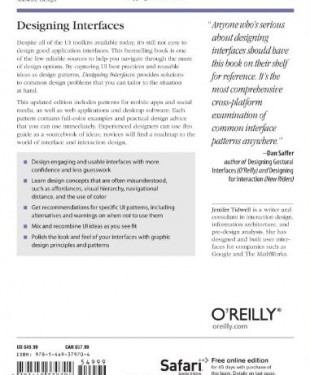 Designing Interfaces
Despite all of the UI toolkits available today, it's still not easy to
design good application interfaces. This bestselling book is one
of the few reliable sources to help you navigate through the maze
of design options. By capturing UI best practices and reusable
ideas as design patterns, Designing Interfaces provides solutions
to common design problems that you can tailor to the situation
at hand.
This updated edition includes patterns for mobile apps and social
media, as well as web applications and desktop software. Each
pattern contains full-color examples and practical design advice
that you can use immediately. Experienced designers can use this
guide as a sourcebook of ideas; novices will find a roadmap to the
world of interface and interaction design.
■ Design engaging and usable interfaces with more
confidence and less guesswork
■ Learn design concepts that are often misunderstood,
such as affordances, visual hierarchy, navigational
distance, and the use of color
■ Get recommendations for specific UI patterns, including
alternatives and warnings on when not to use them
■ Mix and recombine UI ideas as you see fit
■ Polish the look and feel of your interfaces with graphic
design principles and patterns
"Anyone who's serious
about designing
interfaces should have
this book on their shelf
for reference. It's the
most comprehensive
cross-platform
examination of
common interface
patterns anywhere."
—Dan Saffer
author of Designing Gestural
Interfaces (O'Reilly) and Designing
for Interaction (New Riders)
Jenifer Tidwell is a writer and
consultant in interaction design,
information architecture, and
pre-design analysis. She has
designed and built user inter-
faces for companies such as
Google and The MathWorks.
O'REILLY®
oreilly.com
US $49.99 CAN $57.99
ISBN: 978-1-449-37970-4
54999
Safari
Free online edition
for 45 days with purchase of
this book. Details on last page.